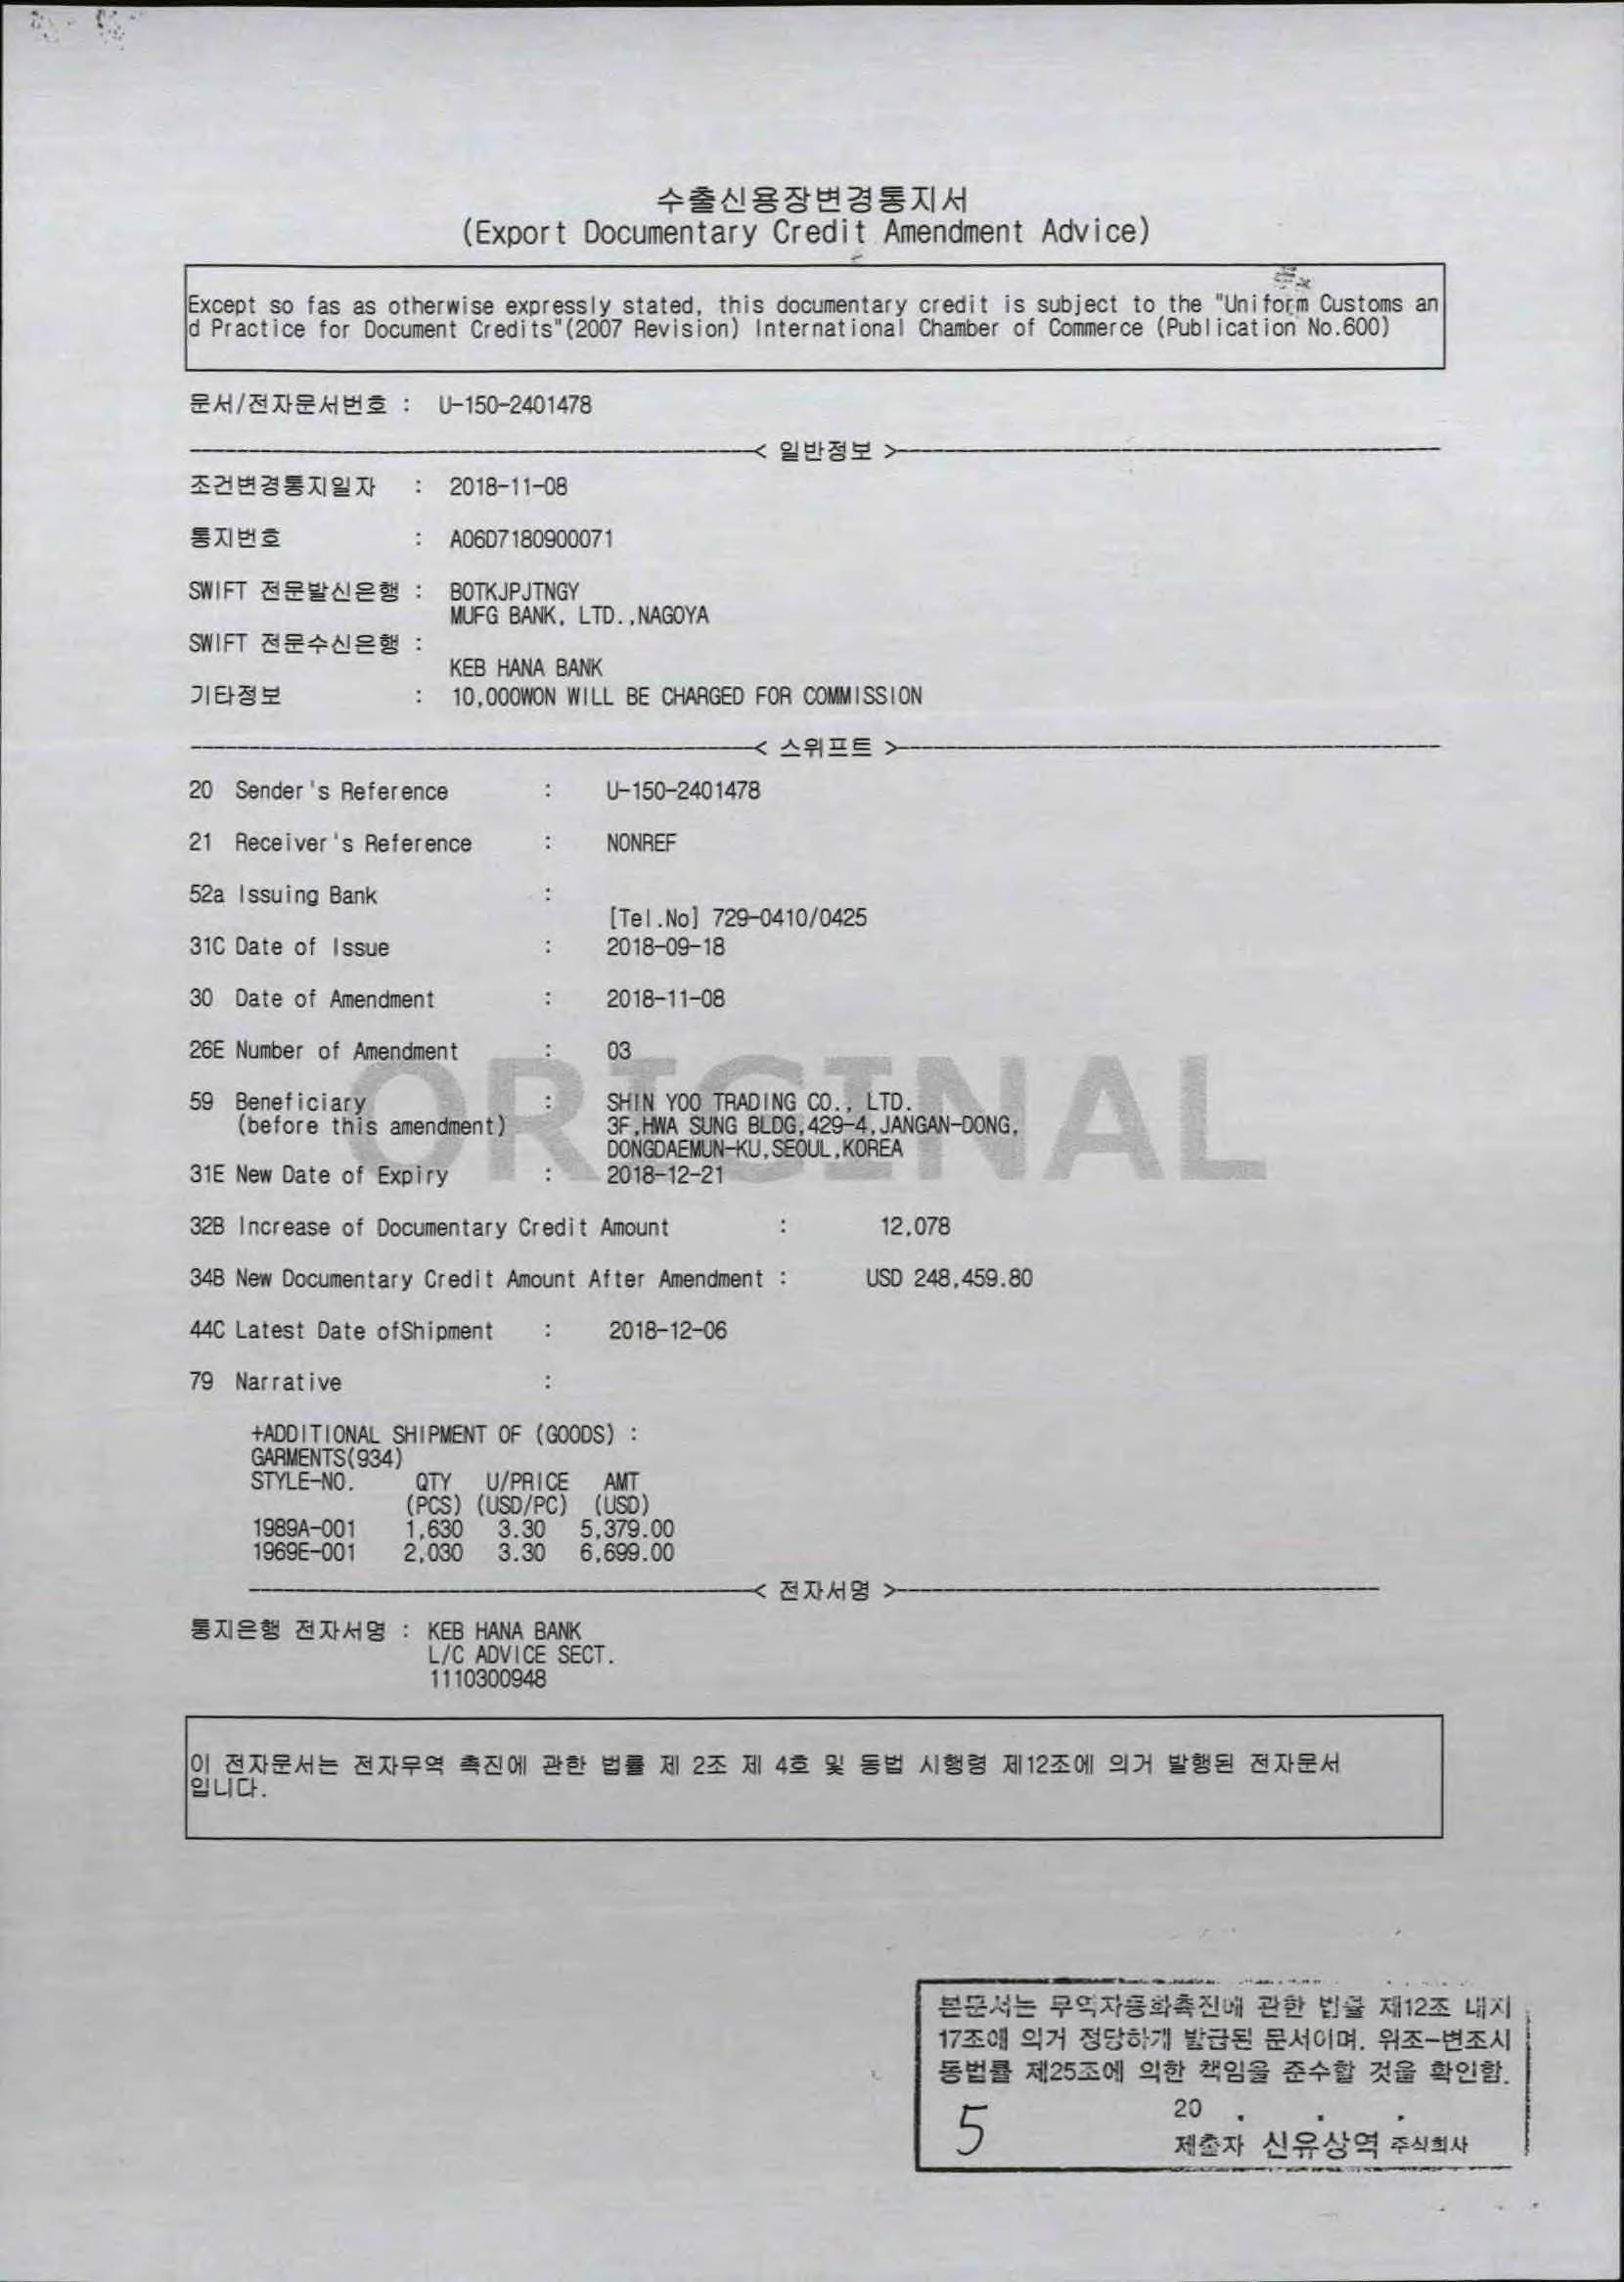 수출신용장변경통지서
(Export Documentary Credit Amendment Advice)
Except so fas as otherwise expressly stated, this documentary credit is subject to the "Uniform Customs an
d Practice for Document Credits"(2007 Revision) International Chamber of Commerce (Publication No.600)
문서/전자문서번호 : U-150-2401478
< 일반정보 >
조건변경통지일자 : 2018-11-08
통지번호 : A06D7180900071
SWIFT 전문발신은행 : BOTKJPJTNGY
MUFG BANK, LTD.,NAGOYA
SWIFT 전문수신은행 :
KEB HANA BANK
기타정보 : 10,000WON WILL BE CHARGED FOR COMMISSION
< 스위프트 >
20 Sender's Reference : U-150-2401478
21 Receiver's Reference : NONREF
52a Issuing Bank :
[Tel.No] 729-0410/0425
31C Date of Issue : 2018-09-18
30 Date of Amendment : 2018-11-08
26E Number of Amendment : 03
ORIGINAL
59 Beneficiary : SHIN YOO TRADING CO., LTD.
(before this amendment) 3F,HWA SUNG BLDG,429-4,JANGAN-DONG,
DONGDAEMUN-KU,SEOUL,KOREA
31E New Date of Expiry : 2018-12-21
32B Increase of Documentary Credit Amount : 12,078
34B New Documentary Credit Amount After Amendment : USD 248,459.80
44C Latest Date ofShipment : 2018-12-06
79 Narrative :
+ADDITIONAL SHIPMENT OF (GOODS) :
GARMENTS(934)
STYLE-NO. QTY U/PRICE AMT
(PCS) (USD/PC) (USD)
1989A-001 1,630 3.30 5,379.00
1969E-001 2,030 3.30 6,699.00
< 전자서명 >
통지은행 전자서명 : KEB HANA BANK
L/C ADVICE SECT.
1110300948
이 전자문서는 전자무역 촉진에 관한 법률 제 2조 제 4호 및 동법 시행령 제12조에 의거 발행된 전자문서
입니다.
본문서는 무역자동화촉진에 관한 법률 제12조 내지
17조에 의거 정당하게 발급된 문서이며, 위조-변조시
동법률 제25조에 의한 책임을 준수할 것을 확인함.
20 . . .
5 제출자 신유상역 주식회사